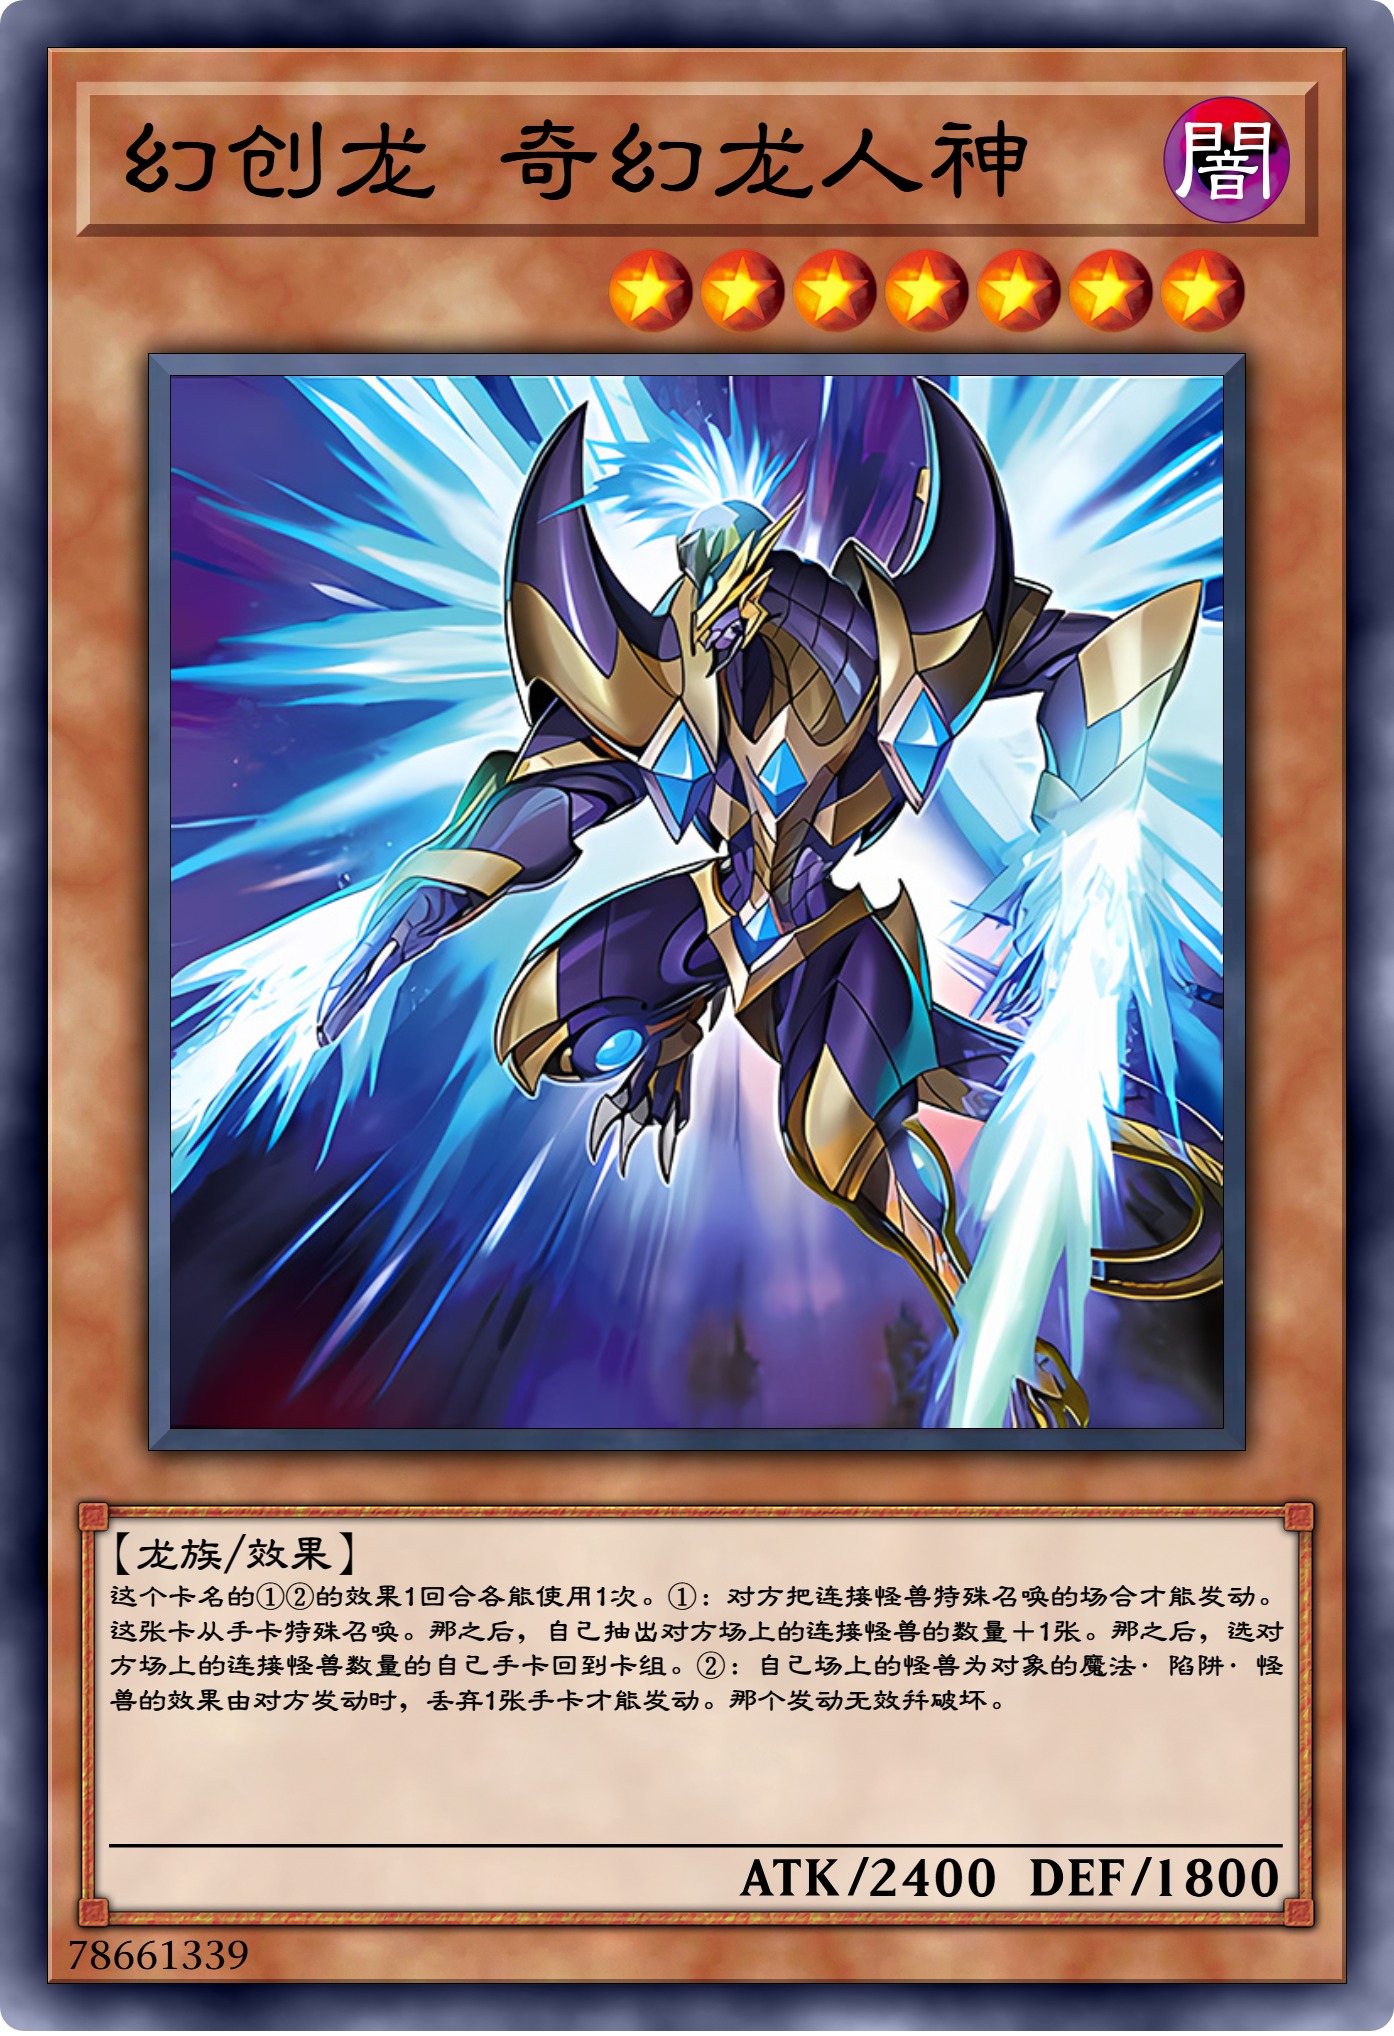 幻创龙 奇幻龙人神
闇
【龙族/效果】
这个卡名的①②的效果1回合各能使用1次。①：对方把连接怪兽特殊召唤的场合才能发动。
这张卡从手卡特殊召唤。那之后，自己抽出对方场上的连接怪兽的数量＋1张。那之后，选对
方场上的连接怪兽数量的自己手卡回到卡组。②：自己场上的怪兽为对象的魔法·陷阱·怪
兽的效果由对方发动时，丢弃1张手卡才能发动。那个发动无效并破坏。
ATK/2400 DEF/1800
78661339